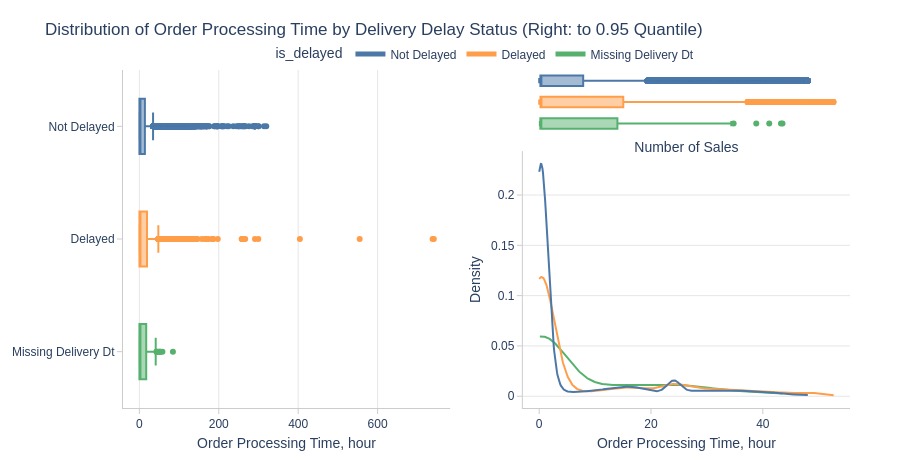 Distribution of Order Processing Time by Delivery Delay Status (Right: to 0.95 Quantile)
is_delayed Not Delayed Delayed Missing Delivery Dt
Not Delayed
Delayed
Missing Delivery Dt
0 200 400 600
Order Processing Time, hour
Number of Sales
0.2
0.15
0.1
0.05
0
Density
0 20 40
Order Processing Time, hour